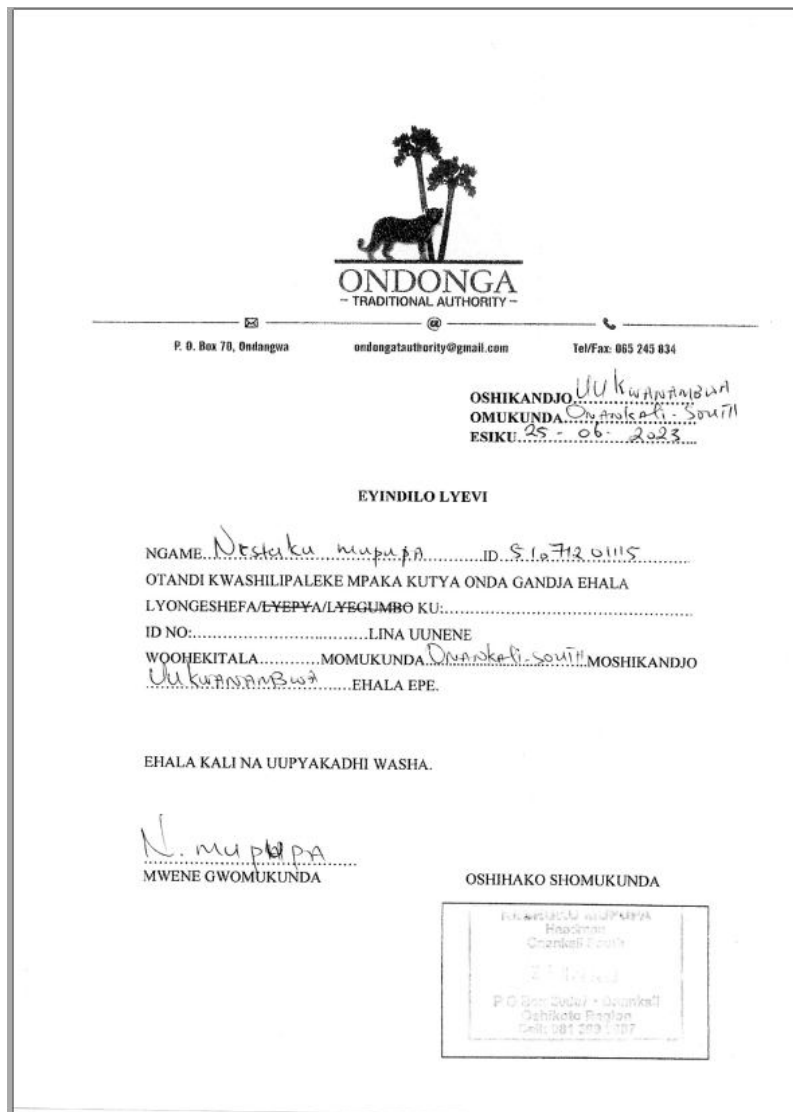 ONDONGA
- TRADITIONAL AUTHORITY -
P. O. Box 70, Ondangwa ondongatauthority@gmail.com Tel/Fax: 065 245 834
OSHIKANDJO UUKWANAMBWA
OMUKUNDA Onankali-South
ESIKU 25-06-2023
EYINDILO LYEVI
NGAME mupupa ID
OTANDI KWASHILIPALEKE MPAKA KUTYA ONDA GANDJA EHALA
LYONGESHEFA/LYEPYA/LYEGUMBO KU:
ID NO: LINA UUNENE
WOOHEKITALA MOMUKUNDA Onankali-South MOSHIKANDJO
UUKWANAMBWA EHALA EPE.
EHALA KALI NA UUPYAKADHI WASHA.
N. mupupa
MWENE GWOMUKUNDA OSHIHAKO SHOMUKUNDA
MUPUPA
Headman
Onankali South
Onankali
Oshikoto Region